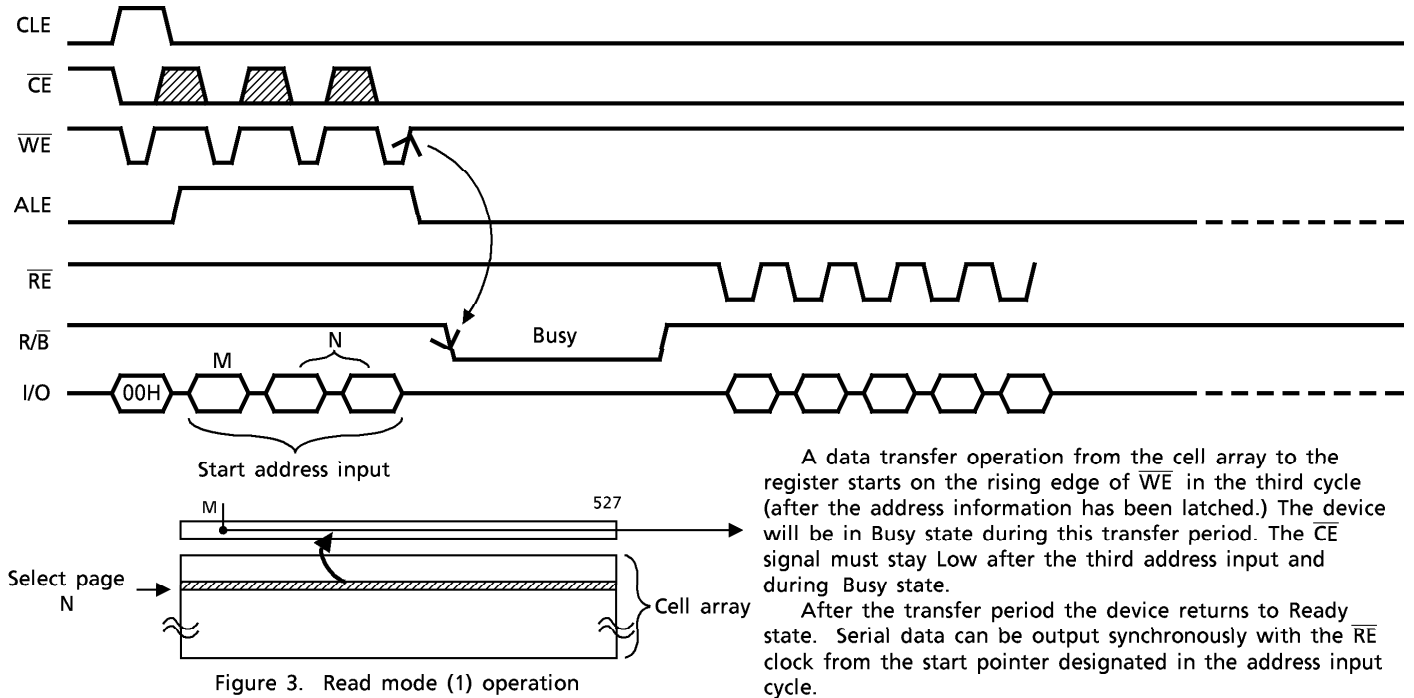 CLE
CE
WE
ALE
RE
R/B
Busy
M
N
I/O
00H
Start address input
M
527
Select page
N
Cell array
Figure 3. Read mode (1) operation
A data transfer operation from the cell array to the
register starts on the rising edge of WE in the third cycle
(after the address information has been latched.) The device
will be in Busy state during this transfer period. The CE
signal must stay Low after the third address input and
during Busy state.
After the transfer period the device returns to Ready
state. Serial data can be output synchronously with the RE
clock from the start pointer designated in the address input
cycle.